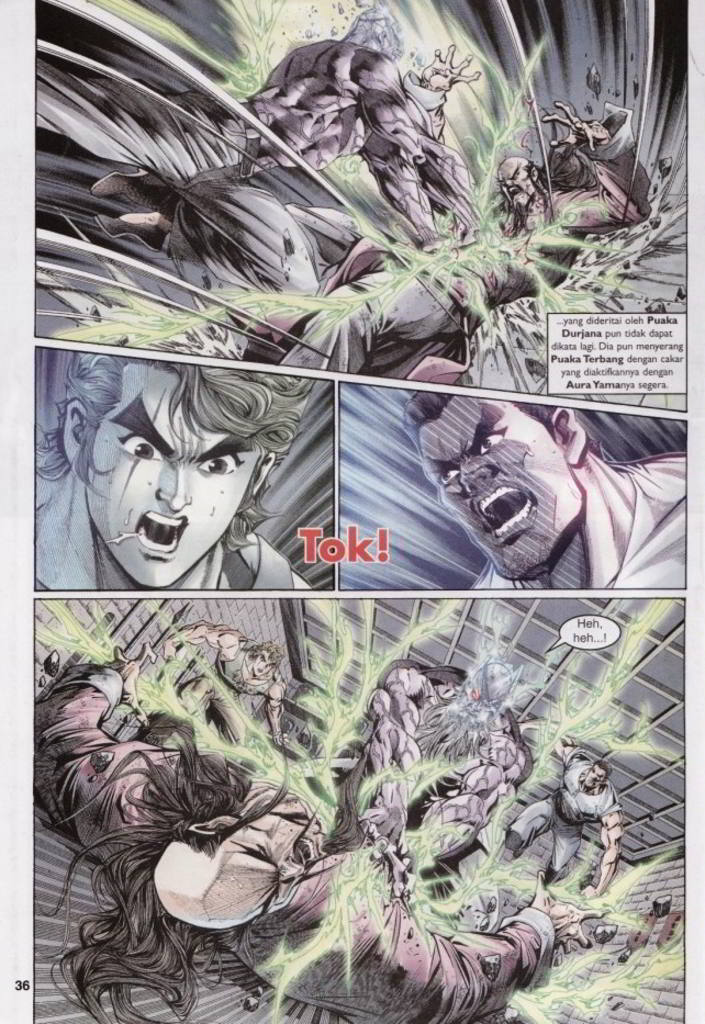 ...yang dideritai oleh Puaka
Durjana pun tidak dapat
dikata lagi. Dia pun menyerang
Puaka Terbang dengan cakar
yang diaktifkannya dengan
Aura Yamanya segera.
Tok!
Heh,
heh...!
36